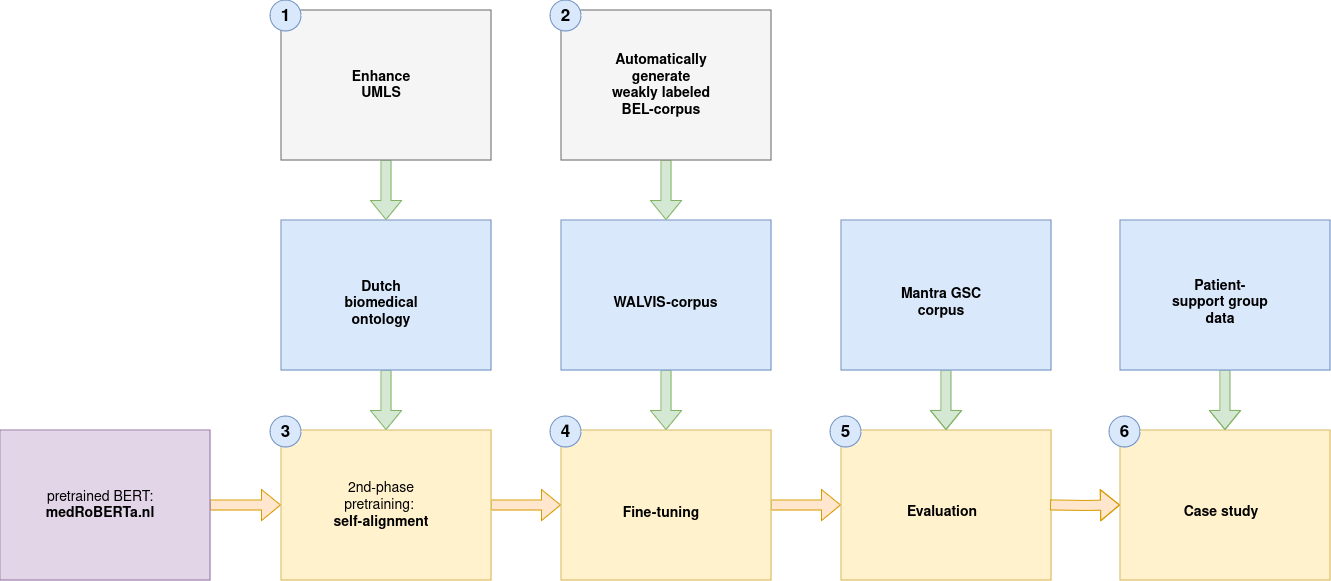 1
Enhance
UMLS
2
Automatically
generate
weakly labeled
BEL-corpus
Dutch
biomedical
ontology
WALVIS-corpus
Mantra GSC
corpus
Patient-
support group
data
pretrained BERT:
medRoBERTa.nl
3
2nd-phase
pretraining:
self-alignment
4
Fine-tuning
5
Evaluation
6
Case study